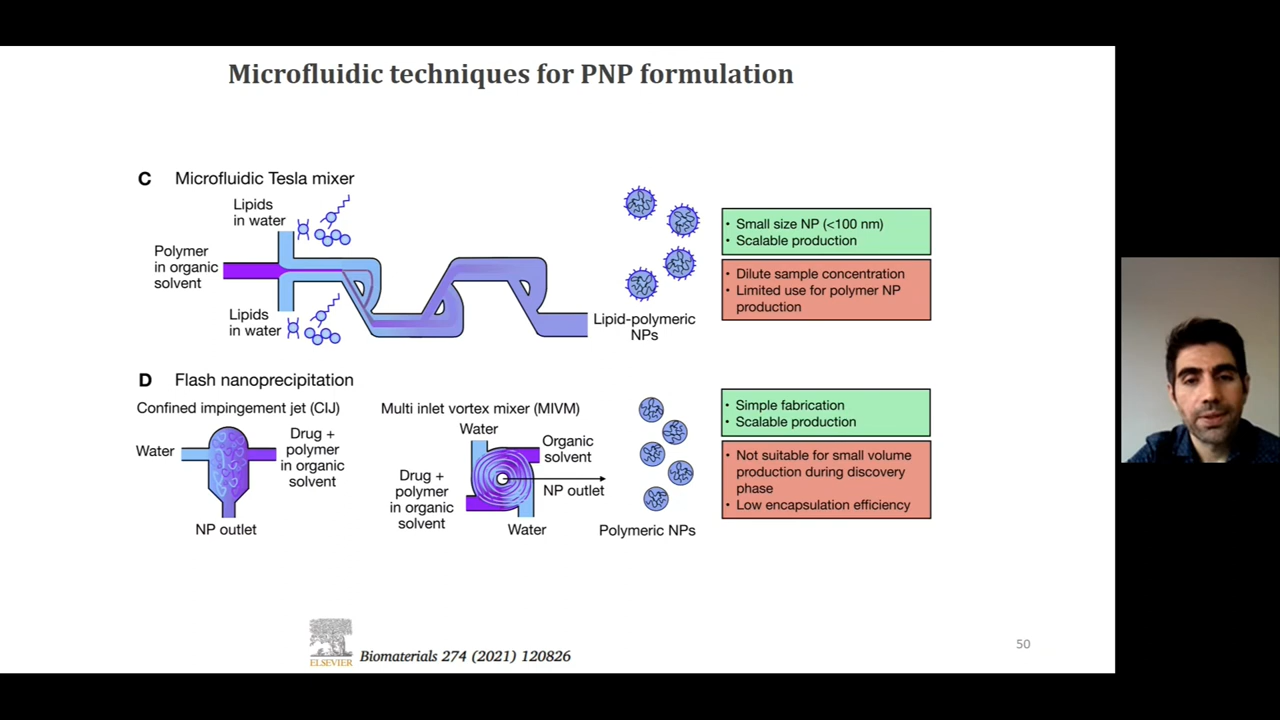 Microfluidic techniques for PNP formulation
C Microfluidic Tesla mixer
Lipids
in water
Polymer
in organic
solvent
Lipids
in water
Lipid-polymeric
NPs
• Small size NP (<100 nm)
• Scalable production
• Dilute sample concentration
• Limited use for polymer NP
production
D Flash nanoprecipitation
Confined impingement jet (CIJ)
Water
Drug +
polymer
in organic
solvent
NP outlet
Multi inlet vortex mixer (MIVM)
Water
Organic
solvent
Drug +
polymer
in organic
solvent
NP outlet
Water
Polymeric NPs
• Simple fabrication
• Scalable production
• Not suitable for small volume
production during discovery
phase
• Low encapsulation efficiency
ELSEVIER
Biomaterials 274 (2021) 120826
50